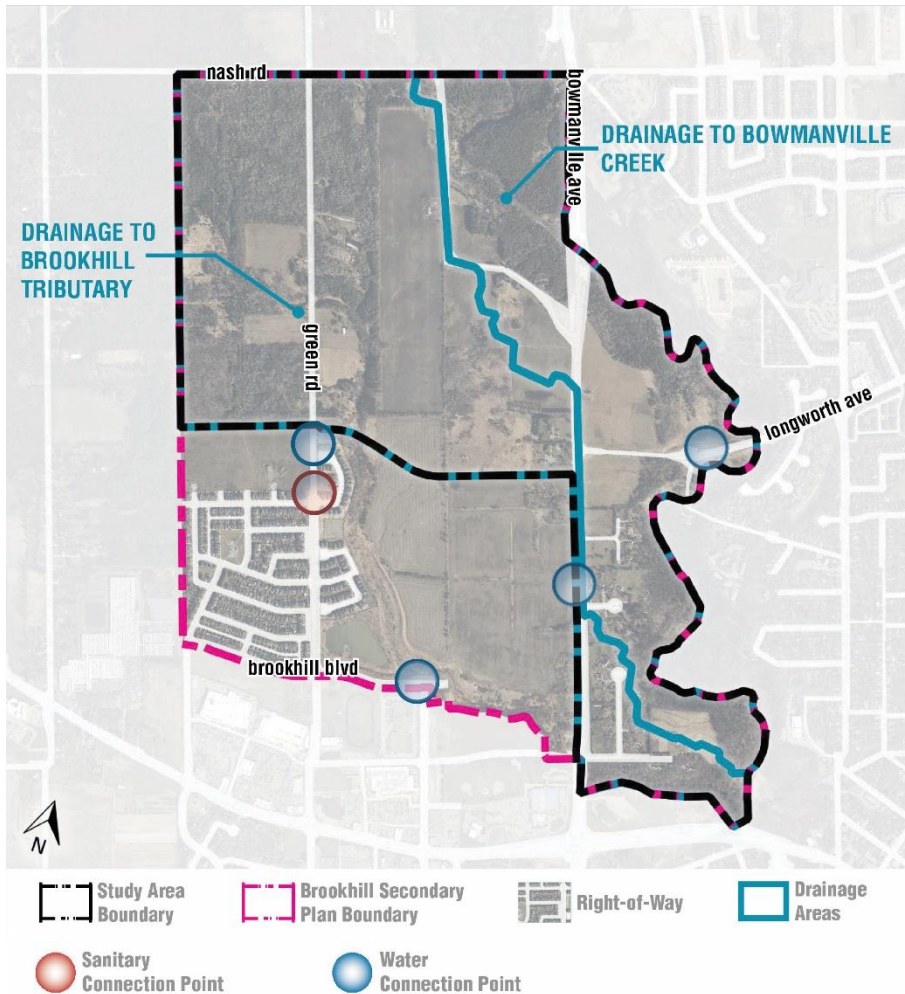 nash rd
bowmanville ave
DRAINAGE TO BOWMANVILLE
CREEK
DRAINAGE TO
BROOKHILL
TRIBUTARY
green rd
longworth ave
brookhill blvd
N
Study Area
Boundary
Brookhill Secondary
Plan Boundary
Right-of-Way
Drainage
Areas
Sanitary
Connection Point
Water
Connection Point